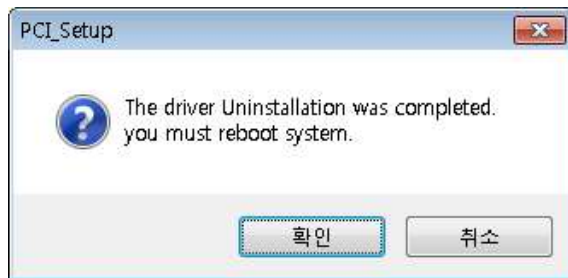 PCI_Setup
The driver Uninstallation was completed.
you must reboot system.
확인
취소